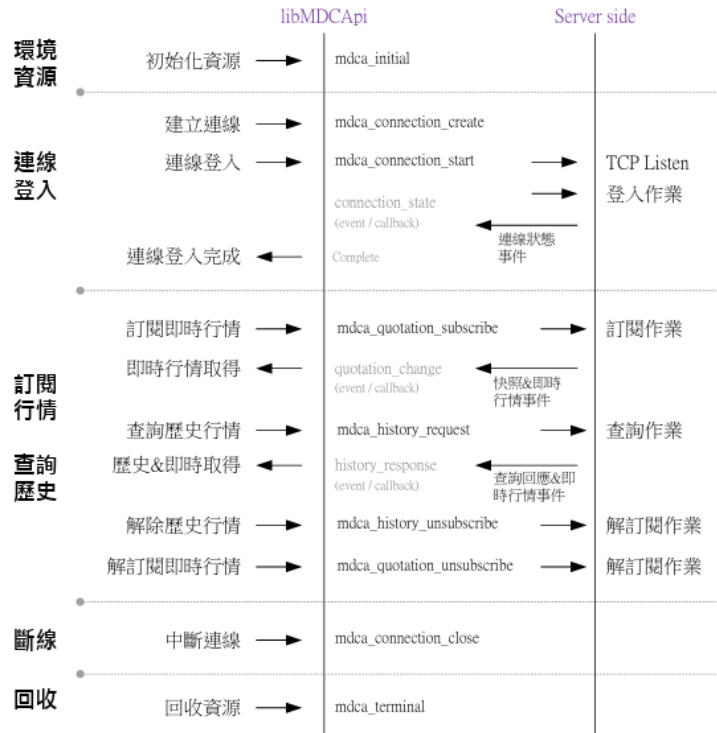 libMDCApi Server side
環境
資源
初始化資源 mdca_initial
建立連線 mdca_connection_create
連線
登入
連線登入 mdca_connection_start TCP Listen
connection_state 登入作業
(event / callback)
連線狀態
事件
連線登入完成 Complete
訂閱即時行情 mdca_quotation_subscribe 訂閱作業
即時行情取得 quotation_change
(event / callback)
快照&即時
行情事件
訂閱
行情
查詢歷史行情 mdca_history_request 查詢作業
查詢
歷史
歷史&即時取得 history_response
(event / callback)
查詢回應&即
時行情事件
解除歷史行情 mdca_history_unsubscribe 解訂閱作業
解訂閱即時行情 mdca_quotation_unsubscribe 解訂閱作業
斷線 中斷連線 mdca_connection_close
回收 回收資源 mdca_terminal